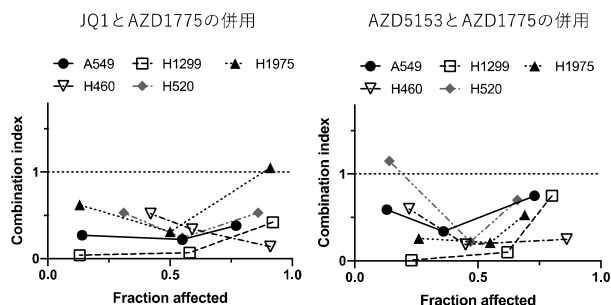 JQ1とAZD1775の併用
A549 H1299 H1975
H460 H520
Combination index
1
0
0.0 0.5 1.0
Fraction affected
AZD5153とAZD1775の併用
A549 H1299 H1975
H460 H520
Combination index
1
0
0.0 0.5 1.0
Fraction affected